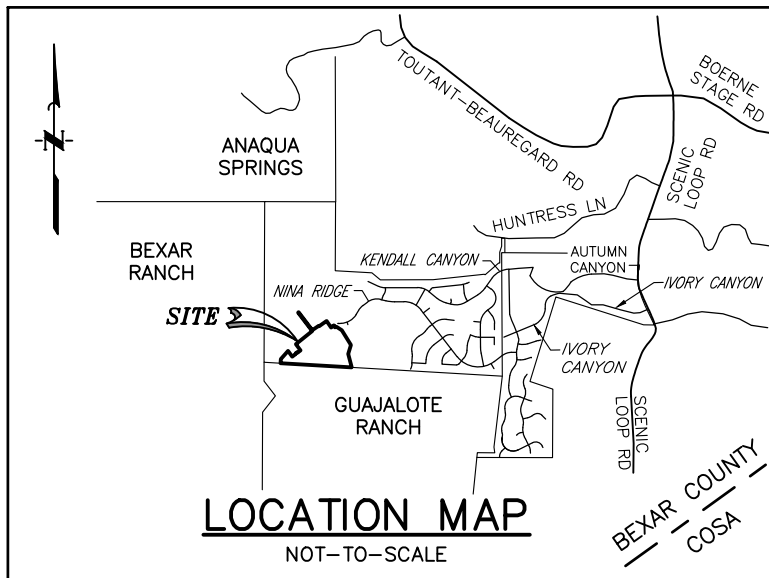 TOUTANT-BEAUREGARD RD
BOERNE
STAGE RD
N
ANAQUA
SPRINGS
SCENIC
LOOP RD
HUNTRESS LN
BEXAR
RANCH
KENDALL CANYON
AUTUMN
CANYON
NINA RIDGE
IVORY CANYON
SITE
IVORY
CANYON
GUAJALOTE
RANCH
SCENIC
LOOP RD
BEXAR COUNTY
COSA
LOCATION MAP
NOT-TO-SCALE